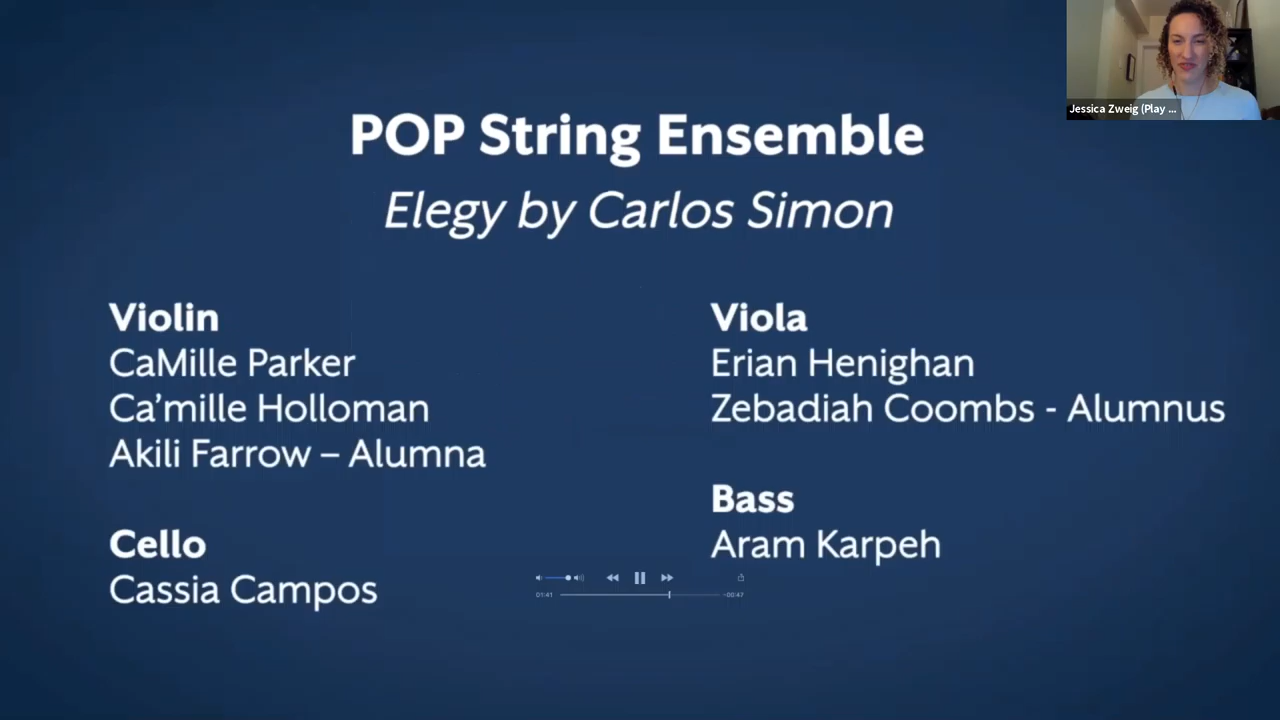 Jessica Zweig (Play ...
POP String Ensemble
Elegy by Carlos Simon
Violin
CaMille Parker
Ca’mille Holloman
Akili Farrow – Alumna
Cello
Cassia Campos
Viola
Erian Henighan
Zebadiah Coombs - Alumnus
Bass
Aram Karpeh
01:41
-00:47